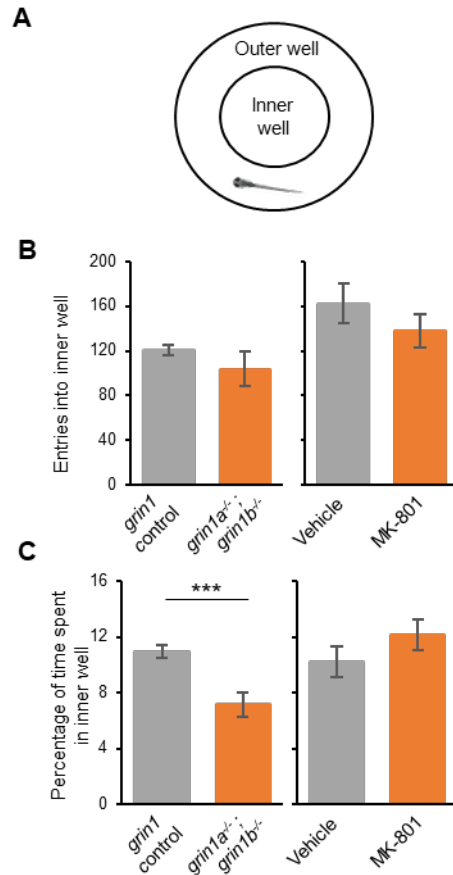 A
Outer well
Inner
well
B
Entries into inner well
200
160
120
80
40
0
grin1
control
grin1a-/-;
grin1b-/-
Vehicle
MK-801
C
Percentage of time spent
in inner well
16
12
8
4
0
***
grin1
control
grin1a-/-;
grin1b-/-
Vehicle
MK-801